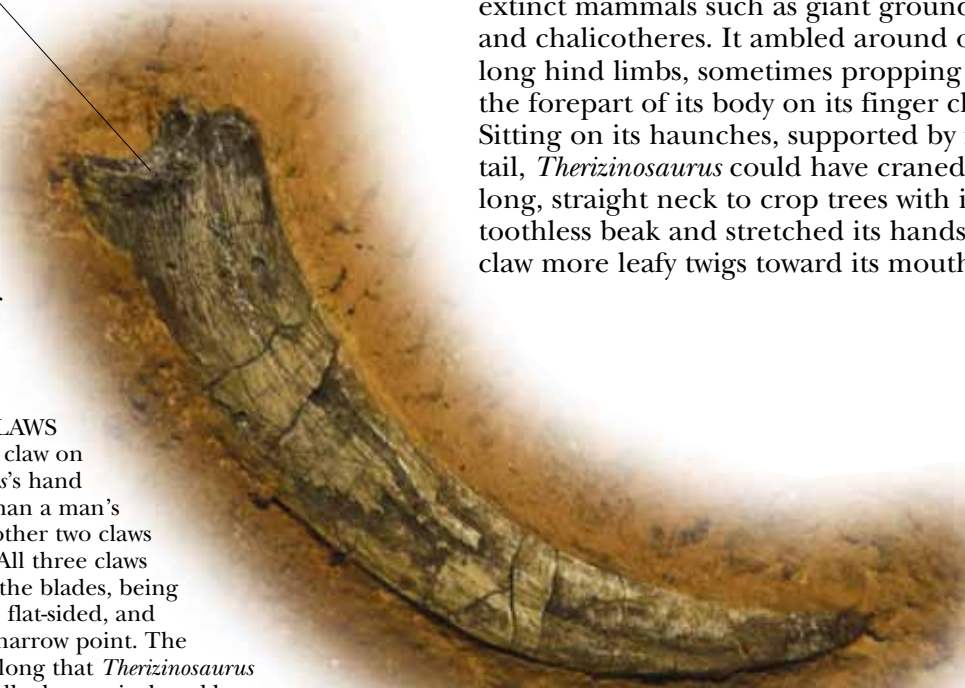 extinct mammals such as giant ground
and chalicotheres. It ambled around o
long hind limbs, sometimes propping
the forepart of its body on its finger cl
Sitting on its haunches, supported by
tail, Therizinosaurus could have craned
long, straight neck to crop trees with i
toothless beak and stretched its hands
claw more leafy twigs toward its mouth
LAWS
claw on
s's hand
han a man's
other two claws
All three claws
the blades, being
flat-sided, and
narrow point. The
long that Therizinosaurus